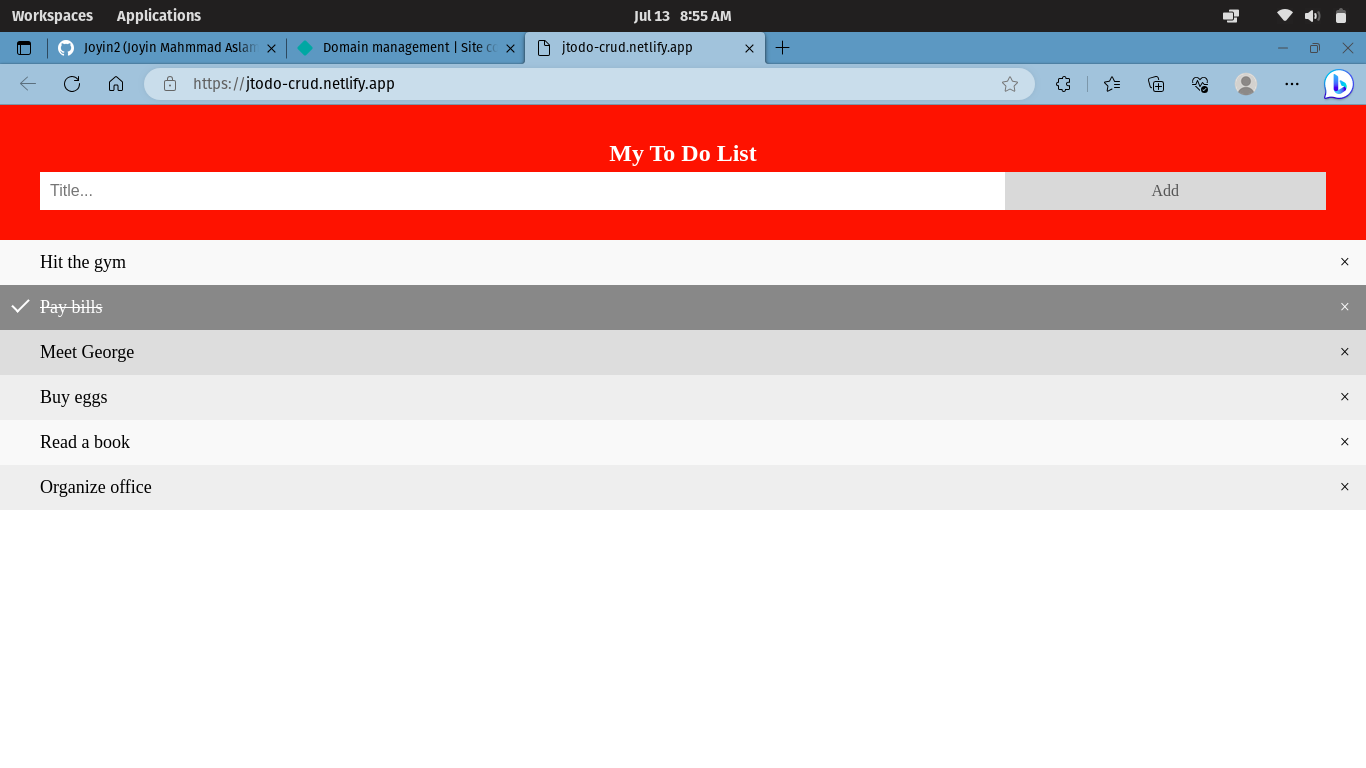 Workspaces Applications Jul 13 8:55 AM
Joyin2 (Joyin Mahmmad Aslam Domain management | Site c jtodo-crud.netlify.app
https://jtodo-crud.netlify.app
My To Do List
Title... Add
Hit the gym ×
Pay bills ×
Meet George ×
Buy eggs ×
Read a book ×
Organize office ×